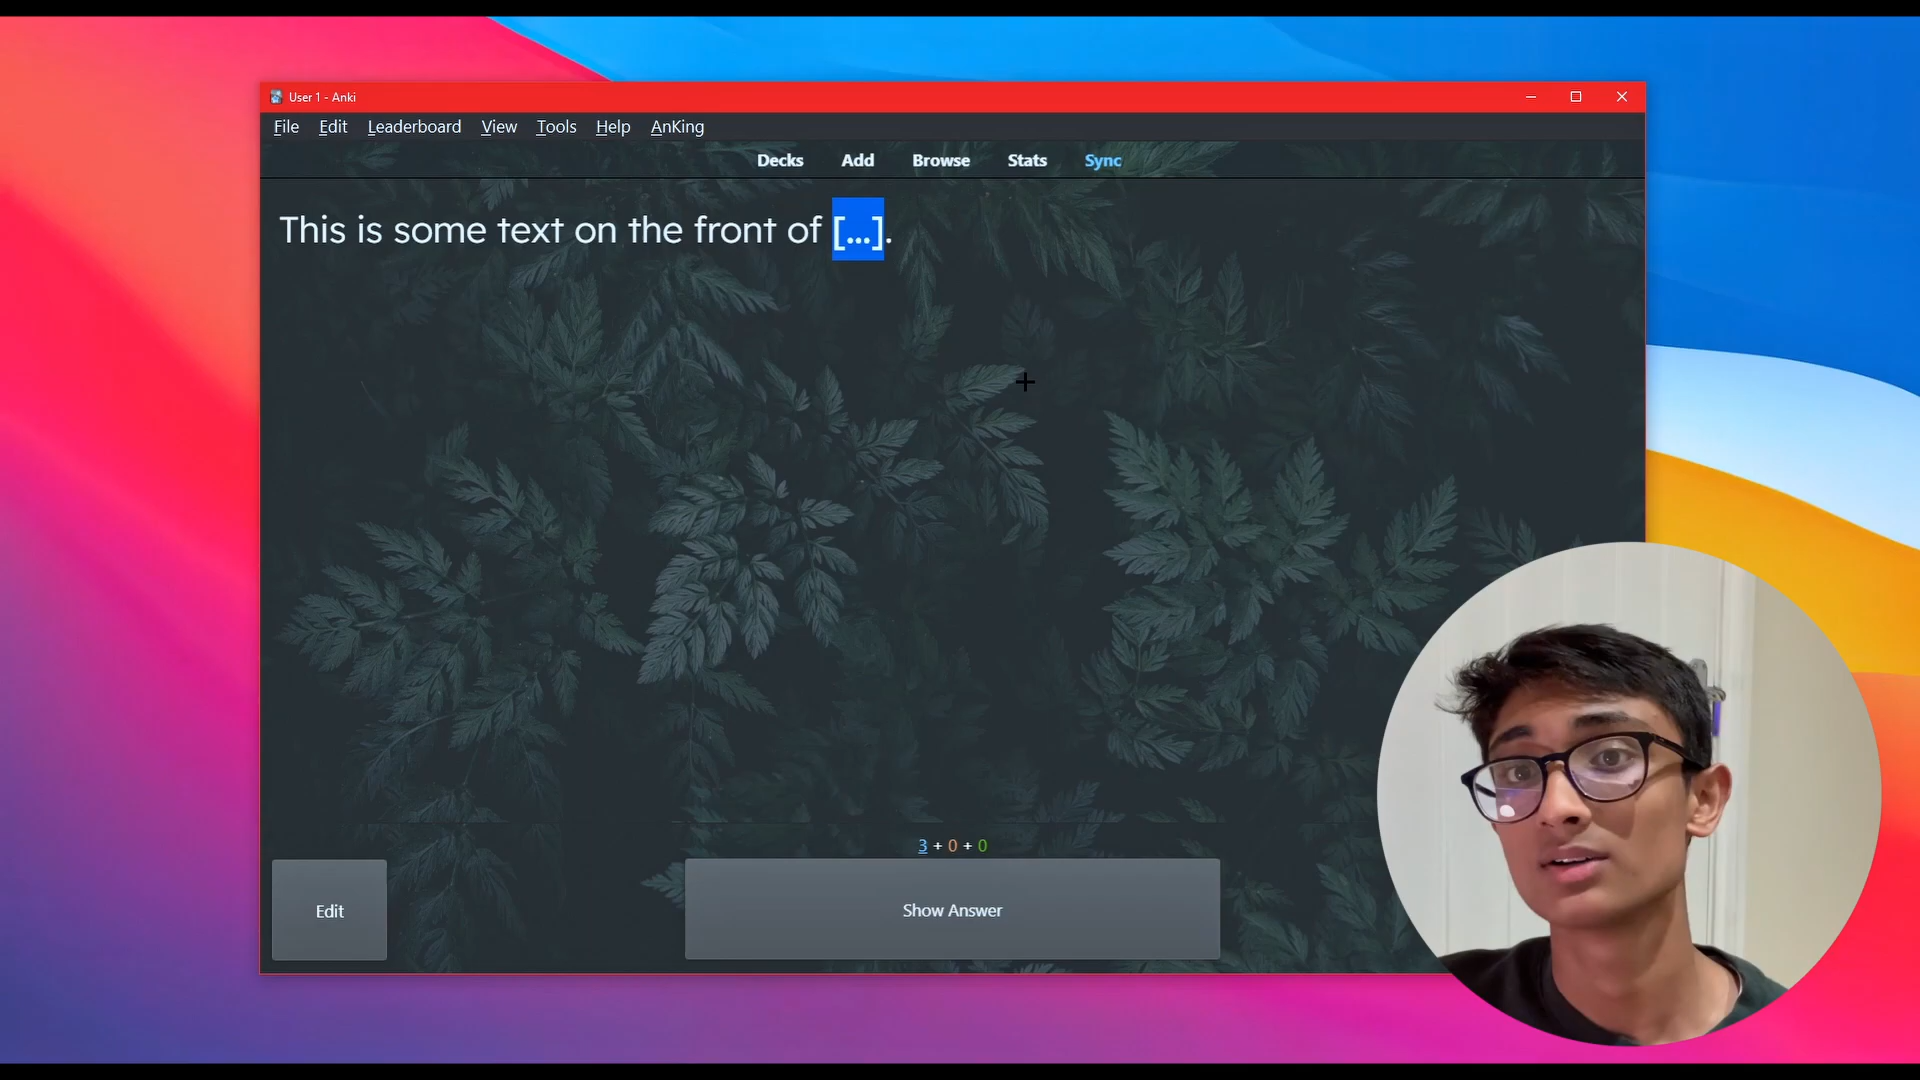 User 1 - Anki
File Edit Leaderboard View Tools Help AnKing
Decks Add Browse Stats Sync
This is some text on the front of [...].
3 + 0 + 0
Edit
Show Answer